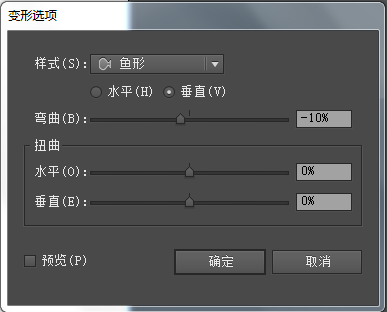 变形选项
样式(S): 鱼形
水平(H) 垂直(V)
弯曲(B): -10%
扭曲
水平(O): 0%
垂直(E): 0%
预览(P) 确定 取消